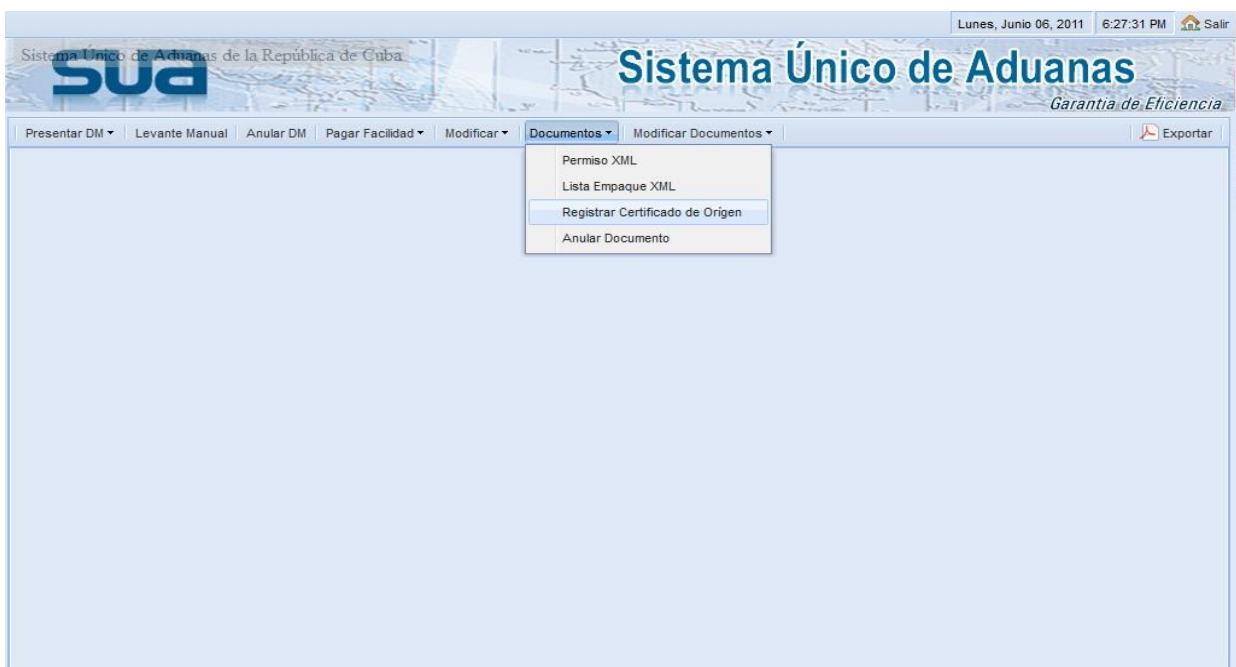 Lunes, Junio 06, 2011 6:27:31 PM Salir
Sistema Único de Aduanas de la República de Cuba
sua
Sistema Único de Aduanas
Garantía de Eficiencia
Presentar DM Levante Manual Anular DM Pagar Facilidad Modificar Documentos Modificar Documentos Exportar
Permiso XML
Lista Empaque XML
Registrar Certificado de Orígen
Anular Documento